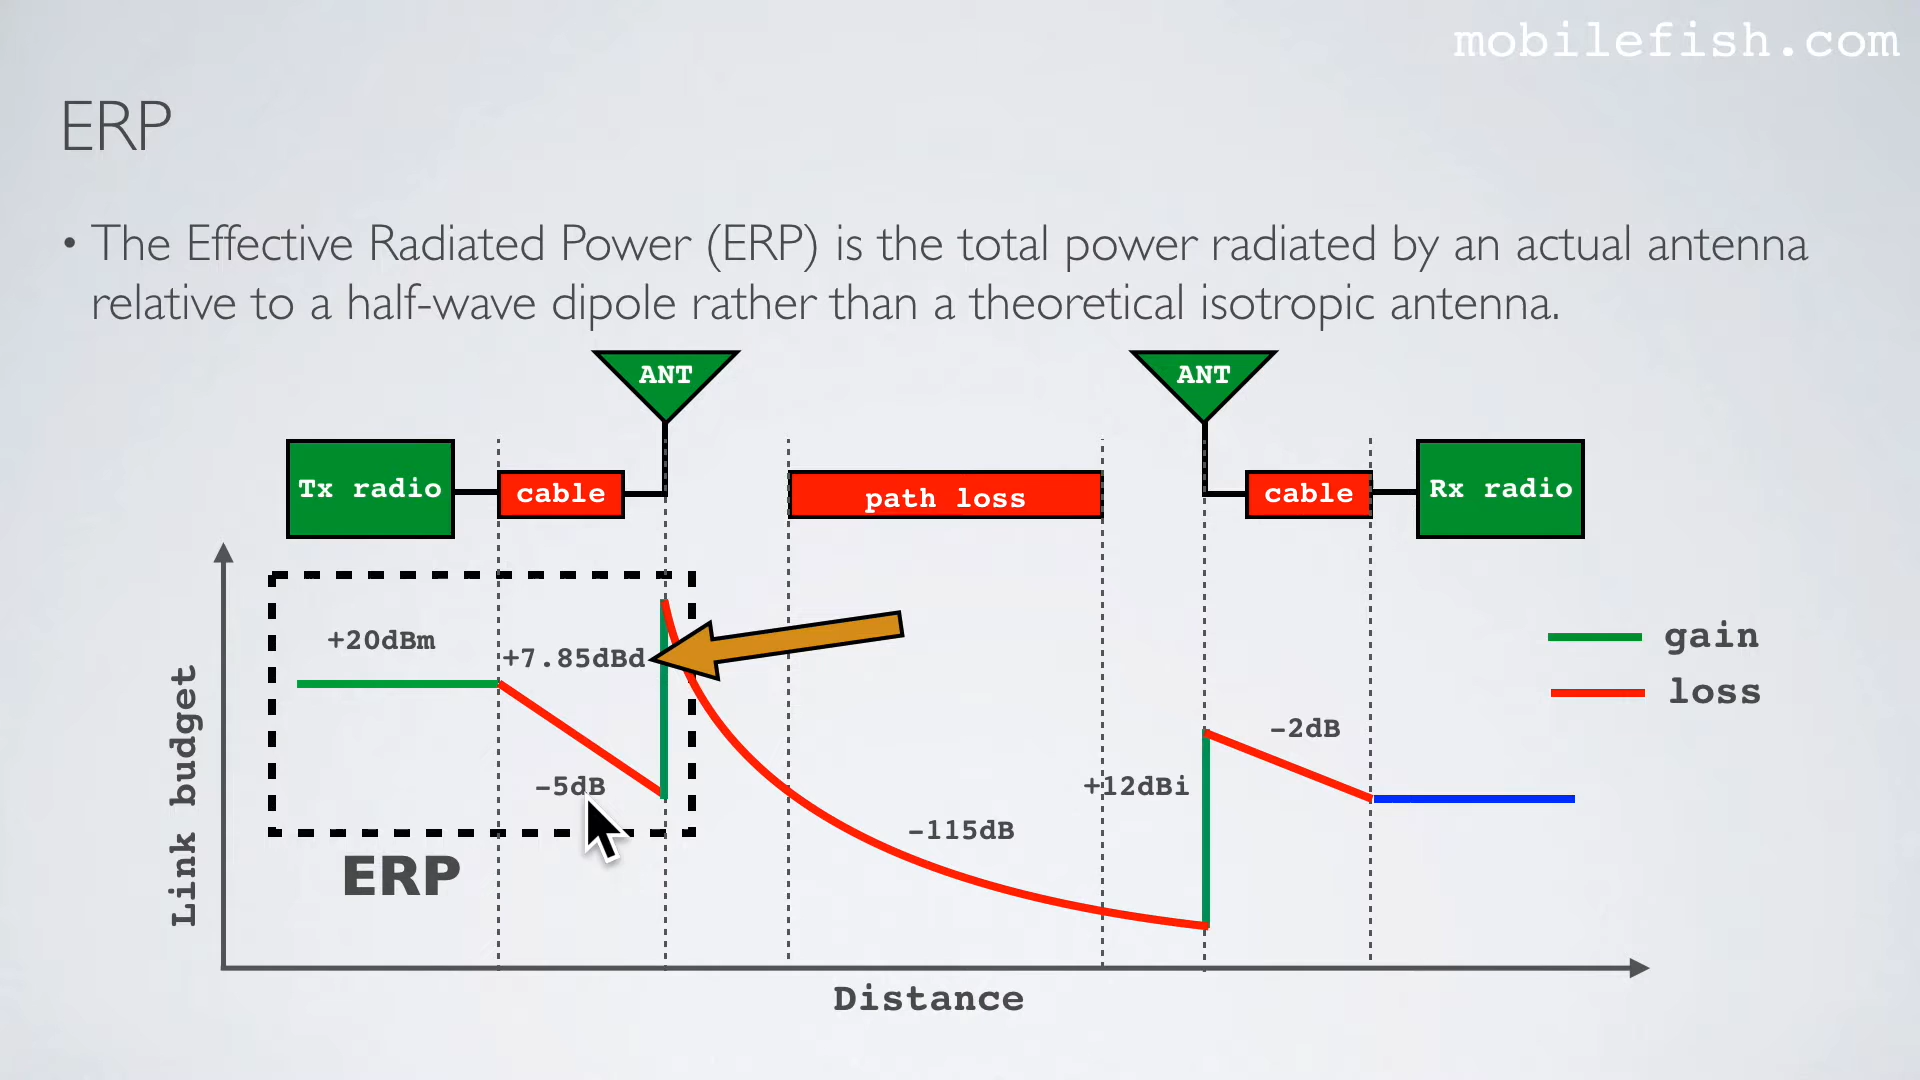 mobilefish.com
ERP
• The Effective Radiated Power (ERP) is the total power radiated by an actual antenna
relative to a half-wave dipole rather than a theoretical isotropic antenna.
ANT
ANT
Tx radio
cable
path loss
cable
Rx radio
+20dBm
+7.85dBd
-5dB
ERP
-115dB
+12dBi
-2dB
gain
loss
Link budget
Distance